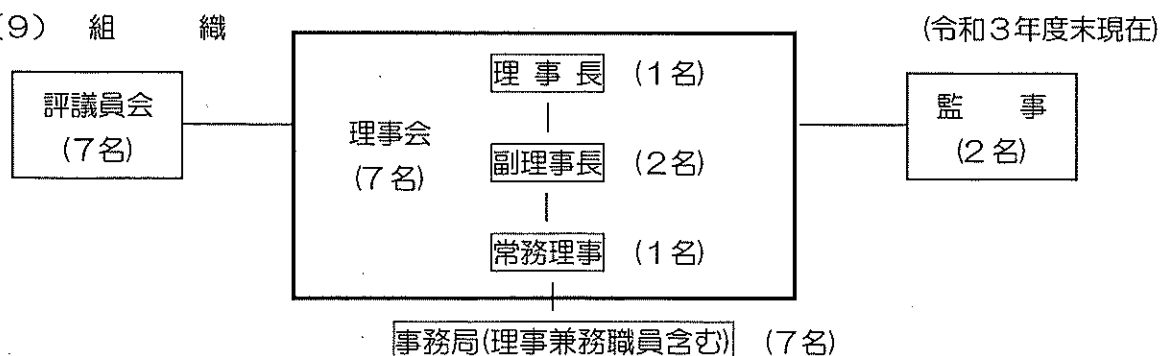 (9) 組 織
(令和3年度末現在)
評議員会
(7名)
理事会
(7名)
理 事 長 (1名)
副理事長 (2名)
常務理事 (1名)
監 事
(2名)
事務局(理事兼務職員含む) (7名)